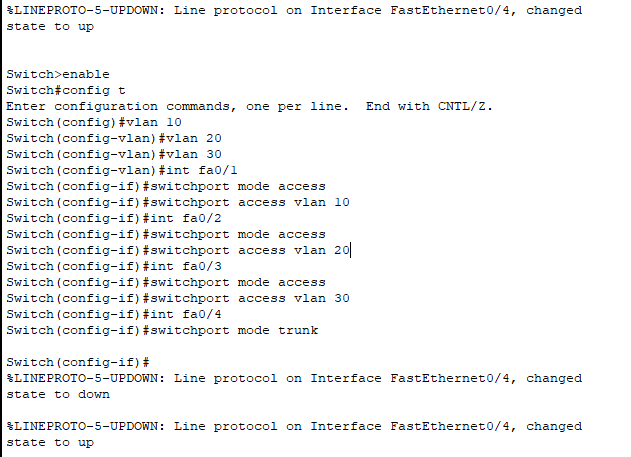 %LINEPROTO-5-UPDOWN: Line protocol on Interface FastEthernet0/4, changed
state to up
Switch>enable
Switch#config t
Enter configuration commands, one per line.  End with CNTL/Z.
Switch(config)#vlan 10
Switch(config-vlan)#vlan 20
Switch(config-vlan)#vlan 30
Switch(config-vlan)#int fa0/1
Switch(config-if)#switchport mode access
Switch(config-if)#switchport access vlan 10
Switch(config-if)#int fa0/2
Switch(config-if)#switchport mode access
Switch(config-if)#switchport access vlan 20
Switch(config-if)#int fa0/3
Switch(config-if)#switchport mode access
Switch(config-if)#switchport access vlan 30
Switch(config-if)#int fa0/4
Switch(config-if)#switchport mode trunk
Switch(config-if)#
%LINEPROTO-5-UPDOWN: Line protocol on Interface FastEthernet0/4, changed
state to down
%LINEPROTO-5-UPDOWN: Line protocol on Interface FastEthernet0/4, changed
state to up